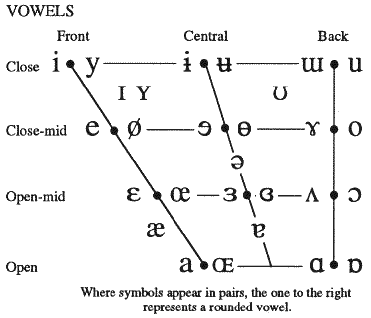 VOWELS
Front Central Back
Close i y ɨ ʉ ɯ u
ɪ ʏ ʊ
Close-mid e ø ɘ ɵ ɤ o
ə
Open-mid ɛ œ ɜ ɞ ʌ ɔ
æ ɐ
Open a ɶ ɑ ɒ
Where symbols appear in pairs, the one to the right
represents a rounded vowel.